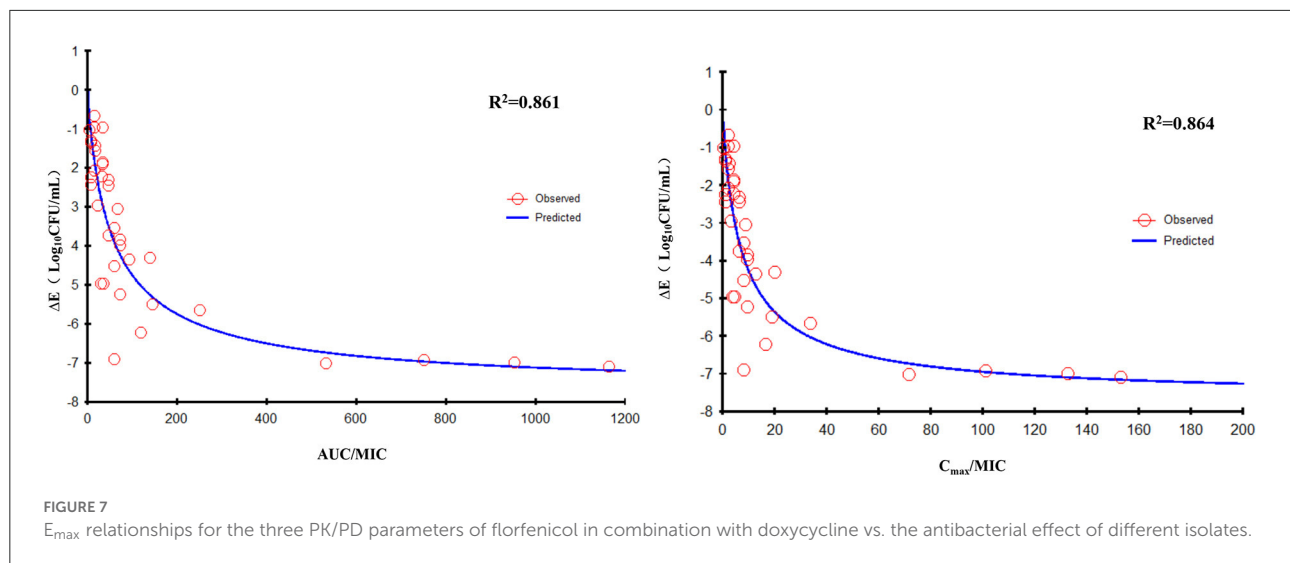 1
0
-1
2
3
4
5
-6
-7
-8
ΔE（ Log10CFU/mL）
R²=0.861
Observed
Predicted
0 200 400 600 800 1000 1200
AUC/MIC
1
0
-1
-2
-3
-4
-5
-6
-7
-8
ΔE（ Log10CFU/mL）
R²=0.864
Observed
Predicted
0 20 40 60 80 100 120 140 160 180 200
Cmax/MIC
FIGURE 7
Emax relationships for the three PK/PD parameters of florfenicol in combination with doxycycline vs. the antibacterial effect of different isolates.